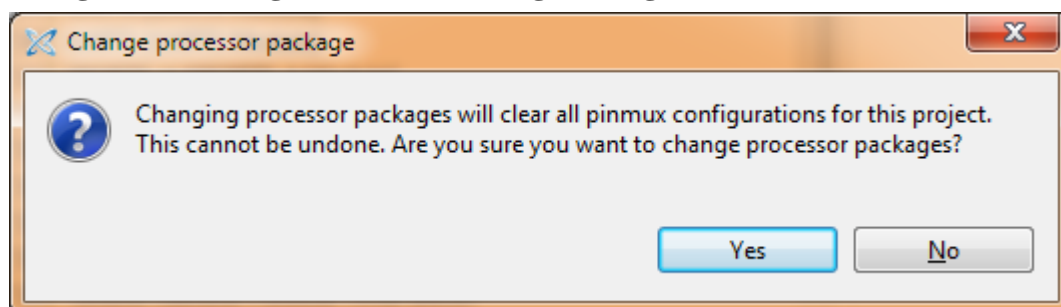 Change processor package
Changing processor packages will clear all pinmux configurations for this project.
This cannot be undone. Are you sure you want to change processor packages?
Yes
No